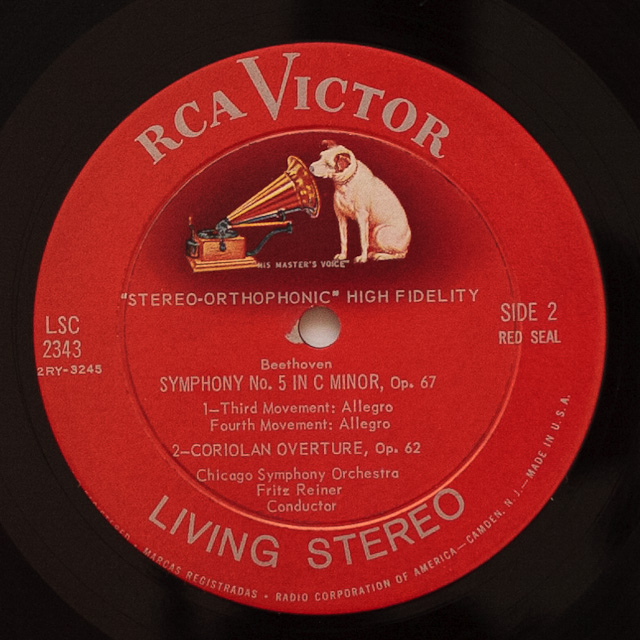 RCA VICTOR
"HIS MASTER'S VOICE"
"STEREO-ORTHOPHONIC" HIGH FIDELITY
LSC
2343
2RY-3245
SIDE 2
RED SEAL
Beethoven
SYMPHONY No. 5 IN C MINOR, Op. 67
1—Third Movement: Allegro
Fourth Movement: Allegro
2—CORIOLAN OVERTURE, Op. 62
Chicago Symphony Orchestra
Fritz Reiner
Conductor
LIVING STEREO
MARCAS REGISTRADAS • RADIO CORPORATION OF AMERICA—CAMDEN, N. J.—MADE IN U.S.A.